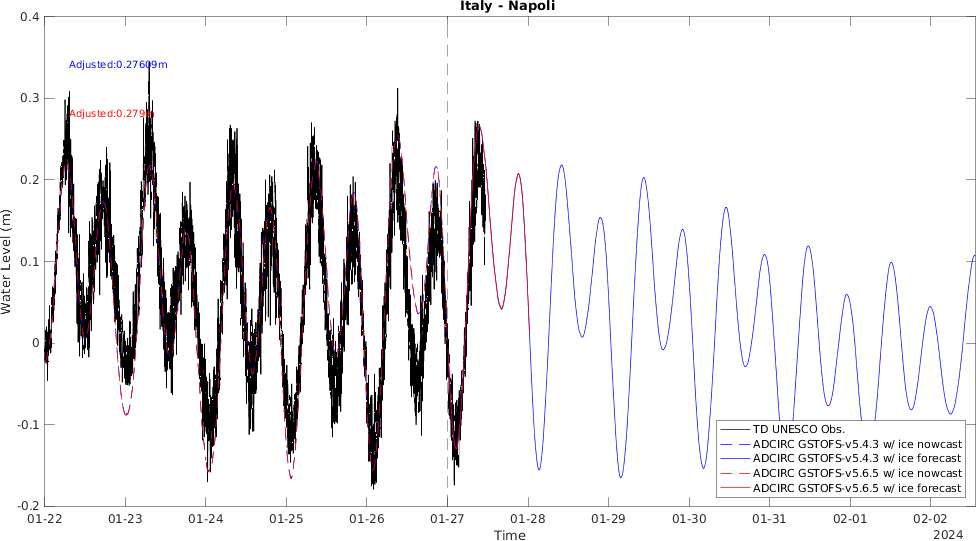 Italy - Napoli
0.4
0.3
0.2
0.1
0
-0.1
-0.2
Water Level (m)
Adjusted:0.27609m
Adjusted:0.279
01-22 01-23 01-24 01-25 01-26 01-27 01-28 01-29 01-30 01-31 02-01 02-02
2024
Time
TD UNESCO Obs.
ADCIRC GSTOFS-v5.4.3 w/ ice nowcast
ADCIRC GSTOFS-v5.4.3 w/ ice forecast
ADCIRC GSTOFS-v5.6.5 w/ ice nowcast
ADCIRC GSTOFS-v5.6.5 w/ ice forecast